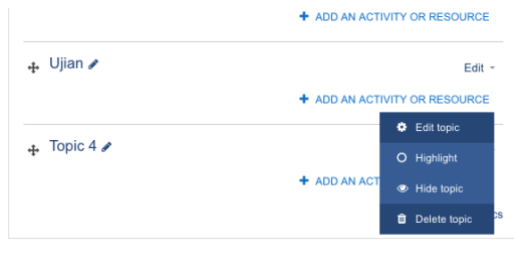 + ADD AN ACTIVITY OR RESOURCE
Ujian
Edit
+ ADD AN ACTIVITY OR RESOURCE
Edit topic
Topic 4
Highlight
+ ADD AN ACT
Hide topic
Delete topic
cs